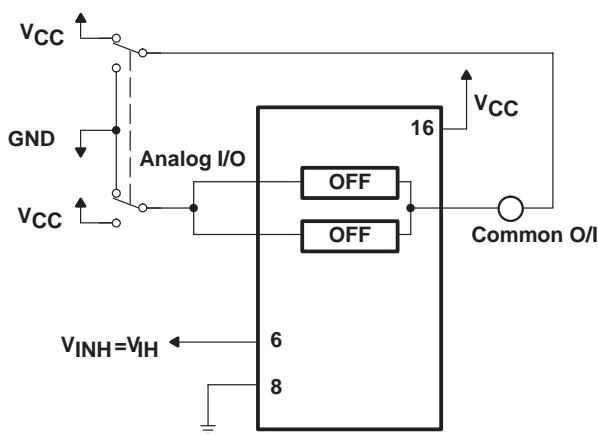 VCC
VCC
16
GND
Analog I/O
OFF
VCC
OFF
Common O/I
VINH=VIH
6
8